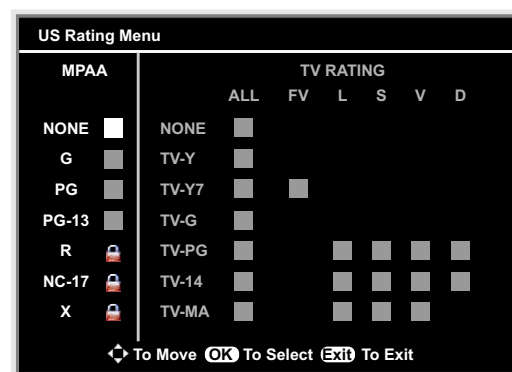 US Rating Menu
MPAA TV RATING
ALL FV L S V D
NONE NONE
G TV-Y
PG TV-Y7
PG-13 TV-G
R TV-PG
NC-17 TV-14
X TV-MA
To Move OK To Select Exit To Exit